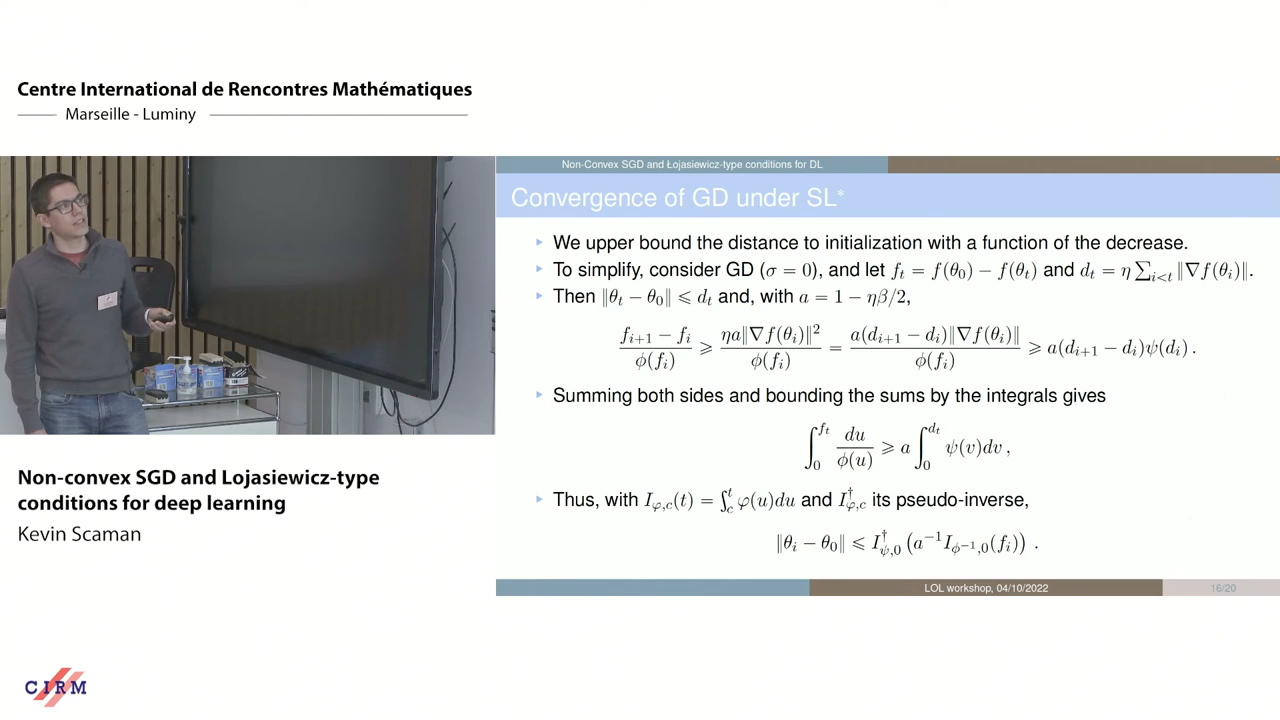 Centre International de Rencontres Mathématiques
Marseille - Luminy
Non-convex SGD and Lojasiewicz-type
conditions for deep learning
Kevin Scaman
CIRM
Non-Convex SGD and Łojasiewicz-type conditions for DL
Convergence of GD under SL*
We upper bound the distance to initialization with a function of the decrease.
To simplify, consider GD (σ = 0), and let f_t = f(θ_0) − f(θ_t) and d_t = η ∑_{i<t} ‖∇f(θ_i)‖.
Then ‖θ_t − θ_0‖ ⩽ d_t and, with a = 1 − ηβ/2,
(f_{i+1} − f_i)/ϕ(f_i) ⩾ ηa‖∇f(θ_i)‖²/ϕ(f_i) = a(d_{i+1} − d_i)‖∇f(θ_i)‖/ϕ(f_i) ⩾ a(d_{i+1} − d_i)ψ(d_i) .
Summing both sides and bounding the sums by the integrals gives
∫_0^{f_t} du/ϕ(u) ⩾ a ∫_0^{d_t} ψ(v)dv ,
Thus, with I_{φ,c}(t) = ∫_c^t φ(u)du and I^†_{φ,c} its pseudo-inverse,
‖θ_i − θ_0‖ ⩽ I^†_{ψ,0} (a^{−1} I_{ϕ^{−1},0}(f_i)) .
LOL workshop, 04/10/2022
16/20